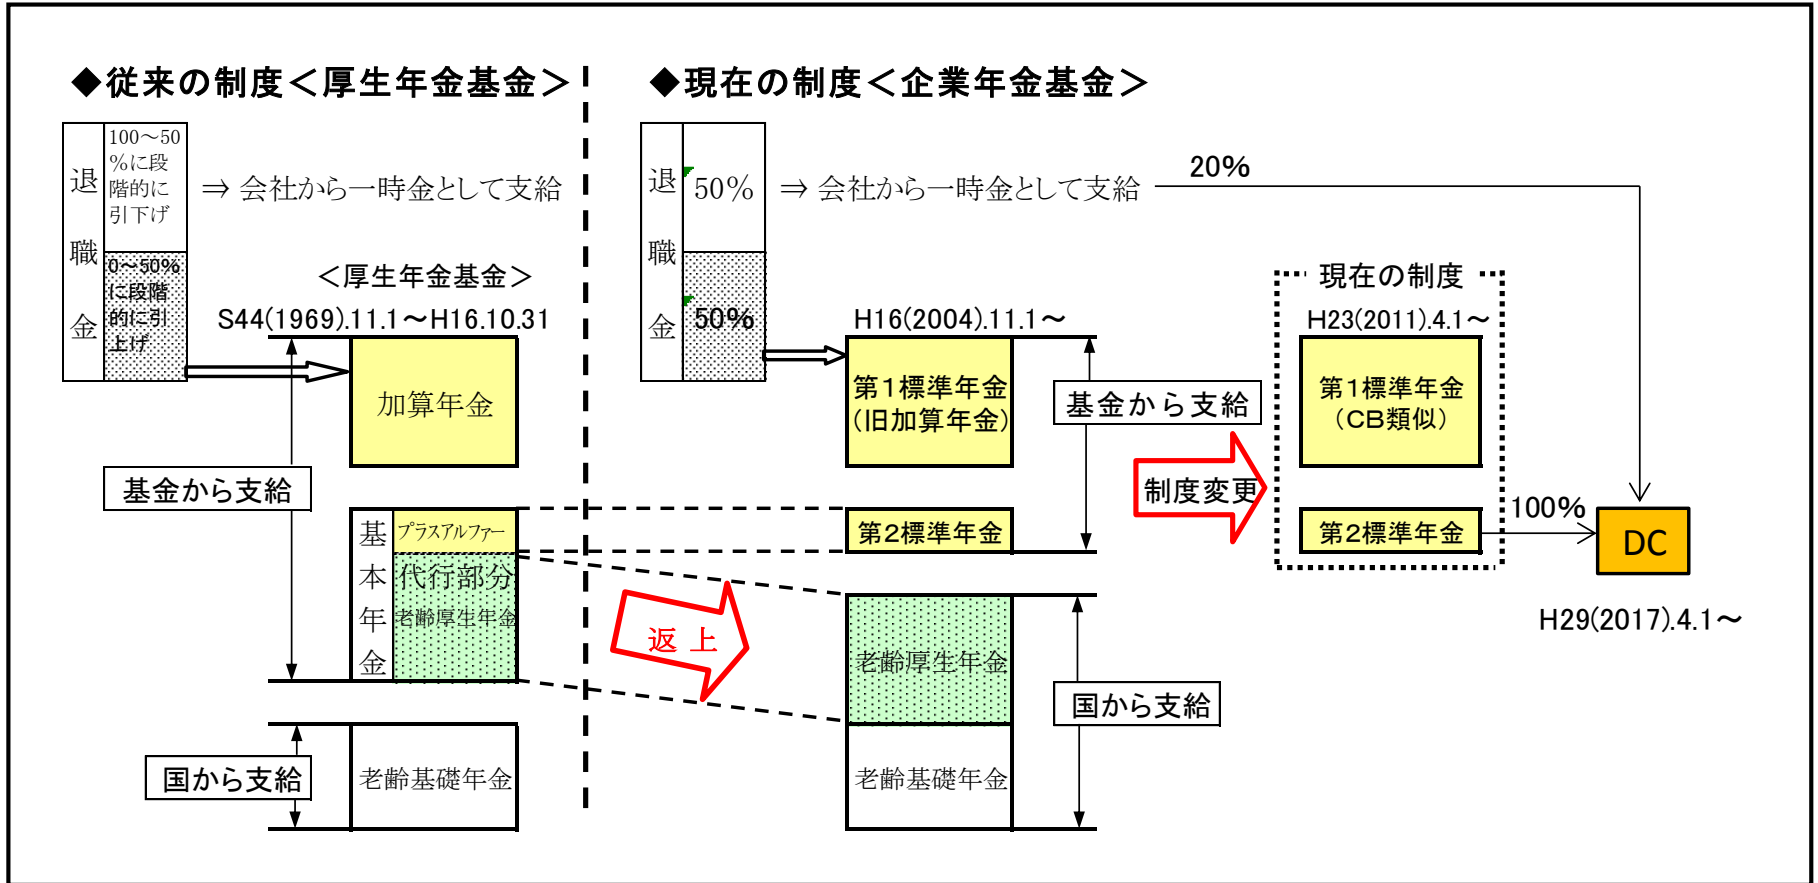 ◆従来の制度＜厚生年金基金＞
退職金
100～50
％に段
階的に
引下げ
⇒ 会社から一時金として支給
0～50%
に段階
的に引
上げ
＜厚生年金基金＞
S44(1969).11.1～H16.10.31
加算年金
基金から支給
基本年金
プラスアルファー
代行部分
老齢厚生年金
国から支給
老齢基礎年金
返上
◆現在の制度＜企業年金基金＞
退職金
50%
⇒ 会社から一時金として支給
20%
50%
H16(2004).11.1～
第1標準年金
(旧加算年金)
基金から支給
第2標準年金
老齢厚生年金
国から支給
老齢基礎年金
制度変更
現在の制度
H23(2011).4.1～
第1標準年金
（CB類似）
第2標準年金
100%
DC
H29(2017).4.1～